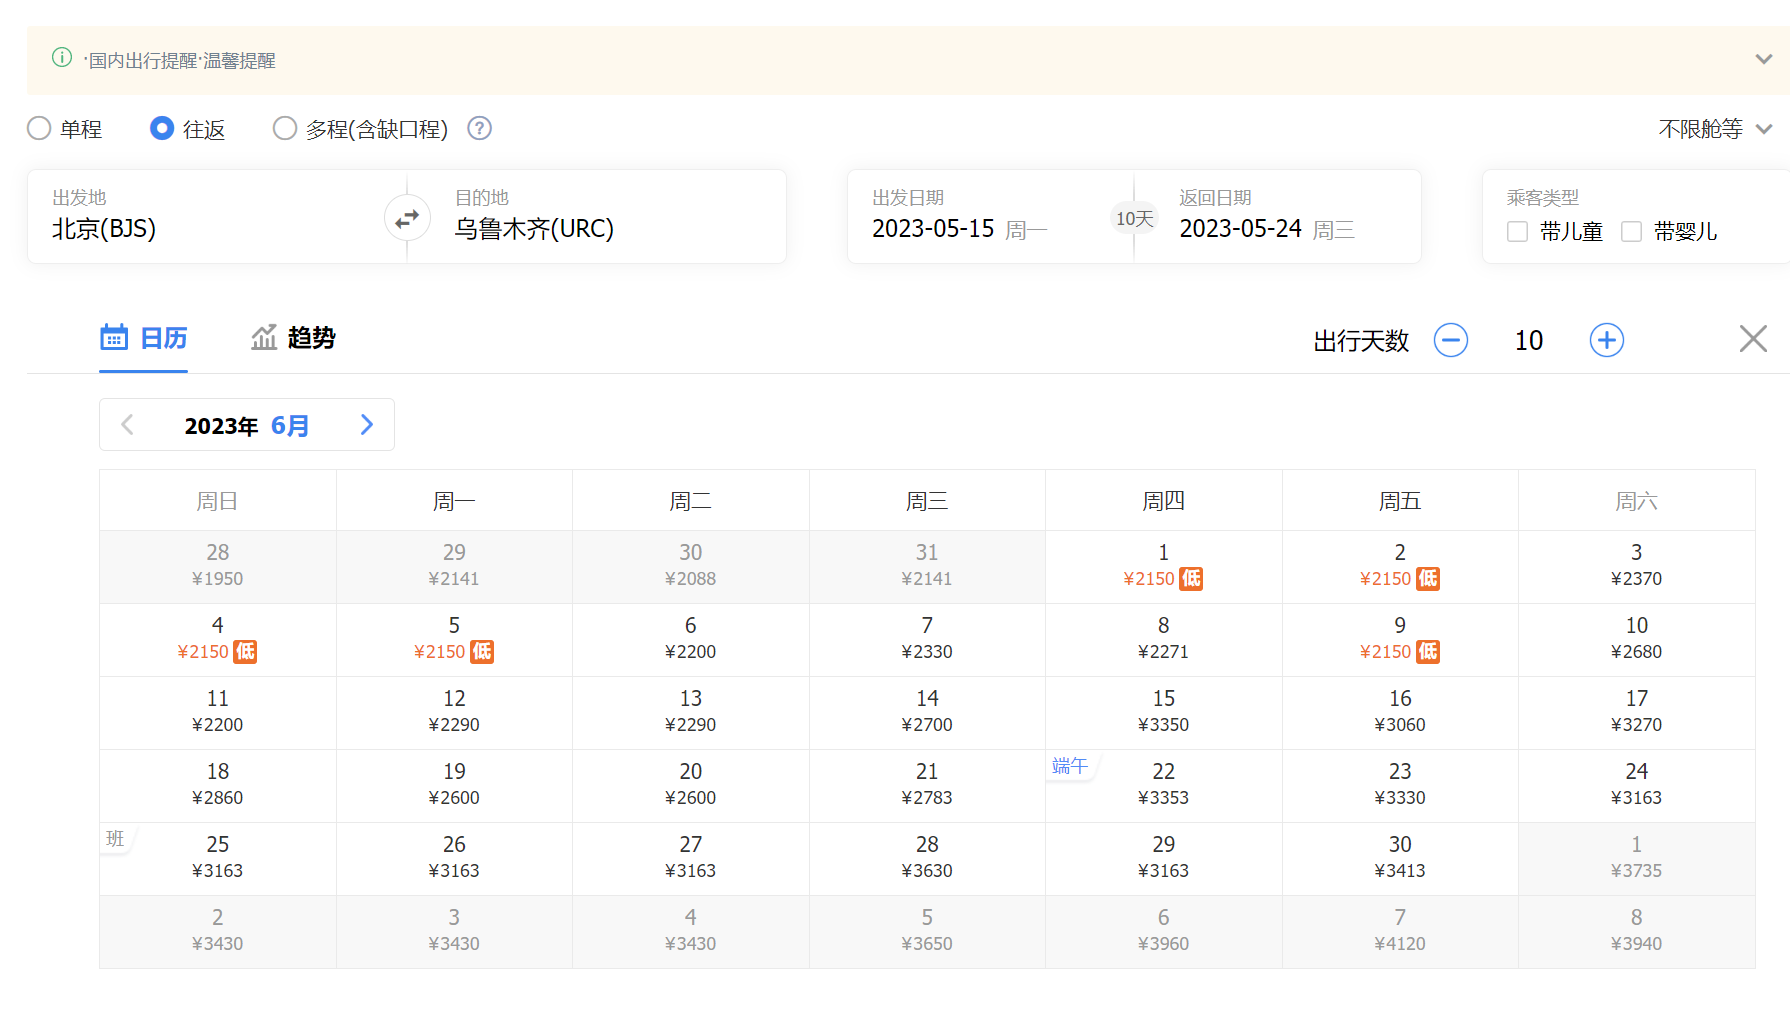 ·国内出行提醒·温馨提醒
单程 往返 多程(含缺口程) ? 不限舱等
出发地 目的地 出发日期 返回日期 乘客类型
北京(BJS) 乌鲁木齐(URC) 2023-05-15 周一 10天 2023-05-24 周三 带儿童 带婴儿
日历 趋势 出行天数 10
2023年 6月
周日 周一 周二 周三 周四 周五 周六
28 29 30 31 1 2 3
¥1950 ¥2141 ¥2088 ¥2141 ¥2150 低 ¥2150 低 ¥2370
4 5 6 7 8 9 10
¥2150 低 ¥2150 低 ¥2200 ¥2330 ¥2271 ¥2150 低 ¥2680
11 12 13 14 15 16 17
¥2200 ¥2290 ¥2290 ¥2700 ¥3350 ¥3060 ¥3270
18 19 20 21 端午 22 23 24
¥2860 ¥2600 ¥2600 ¥2783 ¥3353 ¥3330 ¥3163
班 25 26 27 28 29 30 1
¥3163 ¥3163 ¥3163 ¥3630 ¥3163 ¥3413 ¥3735
2 3 4 5 6 7 8
¥3430 ¥3430 ¥3430 ¥3650 ¥3960 ¥4120 ¥3940